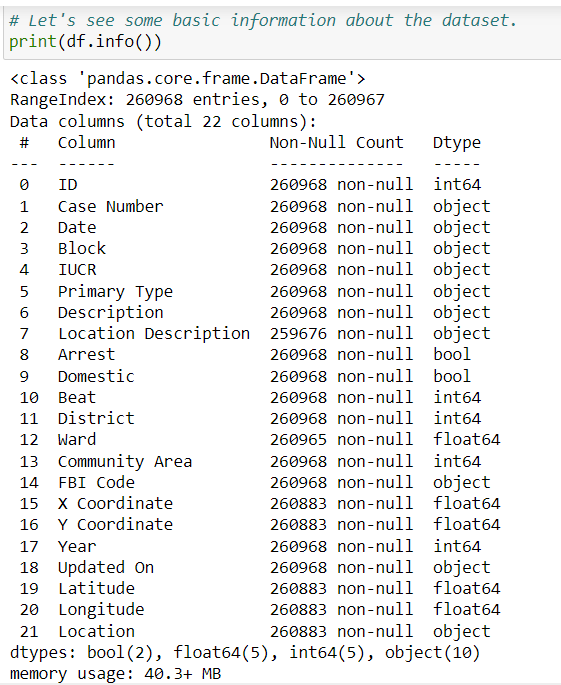 # Let's see some basic information about the dataset.
print(df.info())
<class 'pandas.core.frame.DataFrame'>
RangeIndex: 260968 entries, 0 to 260967
Data columns (total 22 columns):
 #   Column                Non-Null Count   Dtype
---  ------                --------------   -----
 0   ID                    260968 non-null  int64
 1   Case Number           260968 non-null  object
 2   Date                  260968 non-null  object
 3   Block                 260968 non-null  object
 4   IUCR                  260968 non-null  object
 5   Primary Type          260968 non-null  object
 6   Description           260968 non-null  object
 7   Location Description  259676 non-null  object
 8   Arrest                260968 non-null  bool
 9   Domestic              260968 non-null  bool
 10  Beat                  260968 non-null  int64
 11  District              260968 non-null  int64
 12  Ward                  260965 non-null  float64
 13  Community Area        260968 non-null  int64
 14  FBI Code              260968 non-null  object
 15  X Coordinate          260883 non-null  float64
 16  Y Coordinate          260883 non-null  float64
 17  Year                  260968 non-null  int64
 18  Updated On            260968 non-null  object
 19  Latitude              260883 non-null  float64
 20  Longitude             260883 non-null  float64
 21  Location              260883 non-null  object
dtypes: bool(2), float64(5), int64(5), object(10)
memory usage: 40.3+ MB